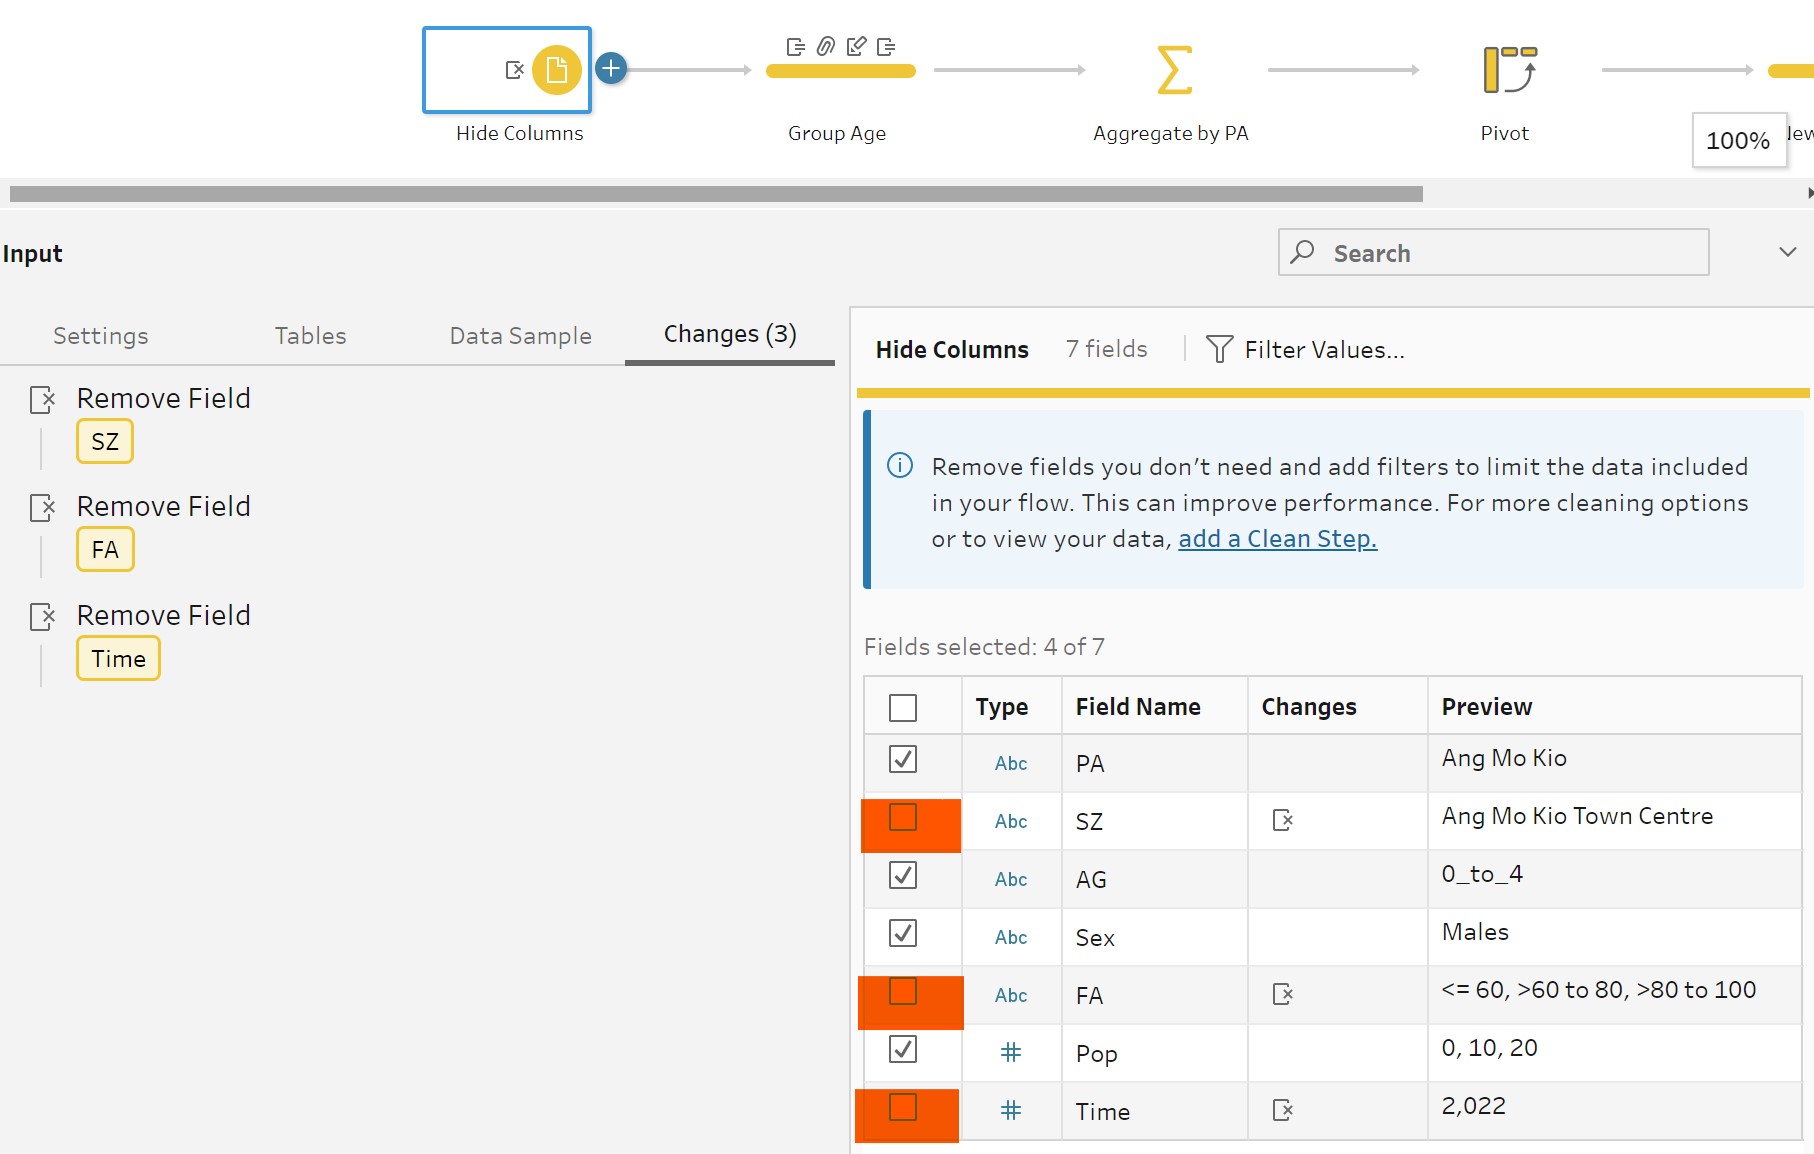 Hide Columns
Group Age
Aggregate by PA
Pivot
100%
Input
Search
Settings
Tables
Data Sample
Changes (3)
Remove Field
SZ
Remove Field
FA
Remove Field
Time
Hide Columns 7 fields Filter Values...
Remove fields you don't need and add filters to limit the data included
in your flow. This can improve performance. For more cleaning options
or to view your data, add a Clean Step.
Fields selected: 4 of 7
Type Field Name Changes Preview
Abc PA Ang Mo Kio
Abc SZ Ang Mo Kio Town Centre
Abc AG 0_to_4
Abc Sex Males
Abc FA <= 60, >60 to 80, >80 to 100
# Pop 0, 10, 20
# Time 2,022